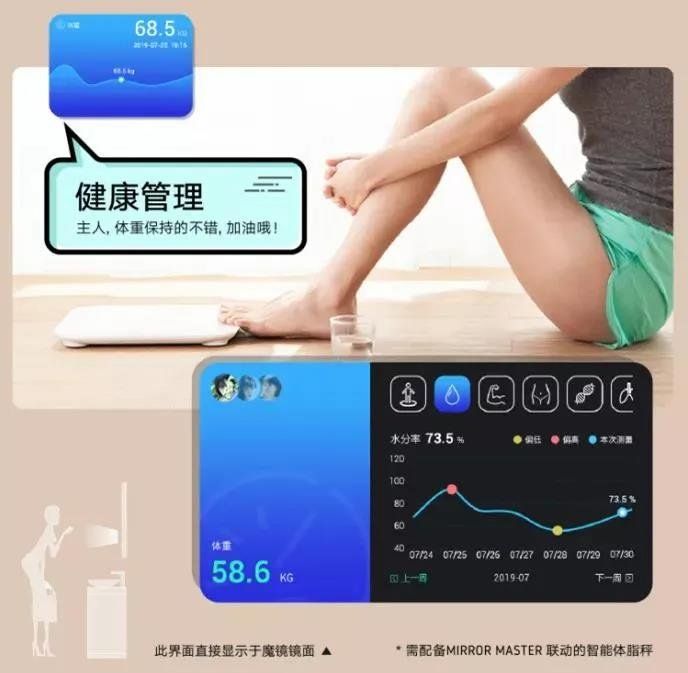 体重
68.5 KG
2019-07-25 19:15
68.5 kg
健康管理
主人, 体重保持的不错, 加油哦！
体重
58.6 KG
水分率 73.5 %
偏低 偏高 本次测量
120
100
80
60
40
73.5 %
07/24 07/25 07/26 07/27 07/28 07/29 07/30
上一周 2019-07 下一周
此界面直接显示于魔镜镜面 ▲
* 需配备MIRROR MASTER 联动的智能体脂秤